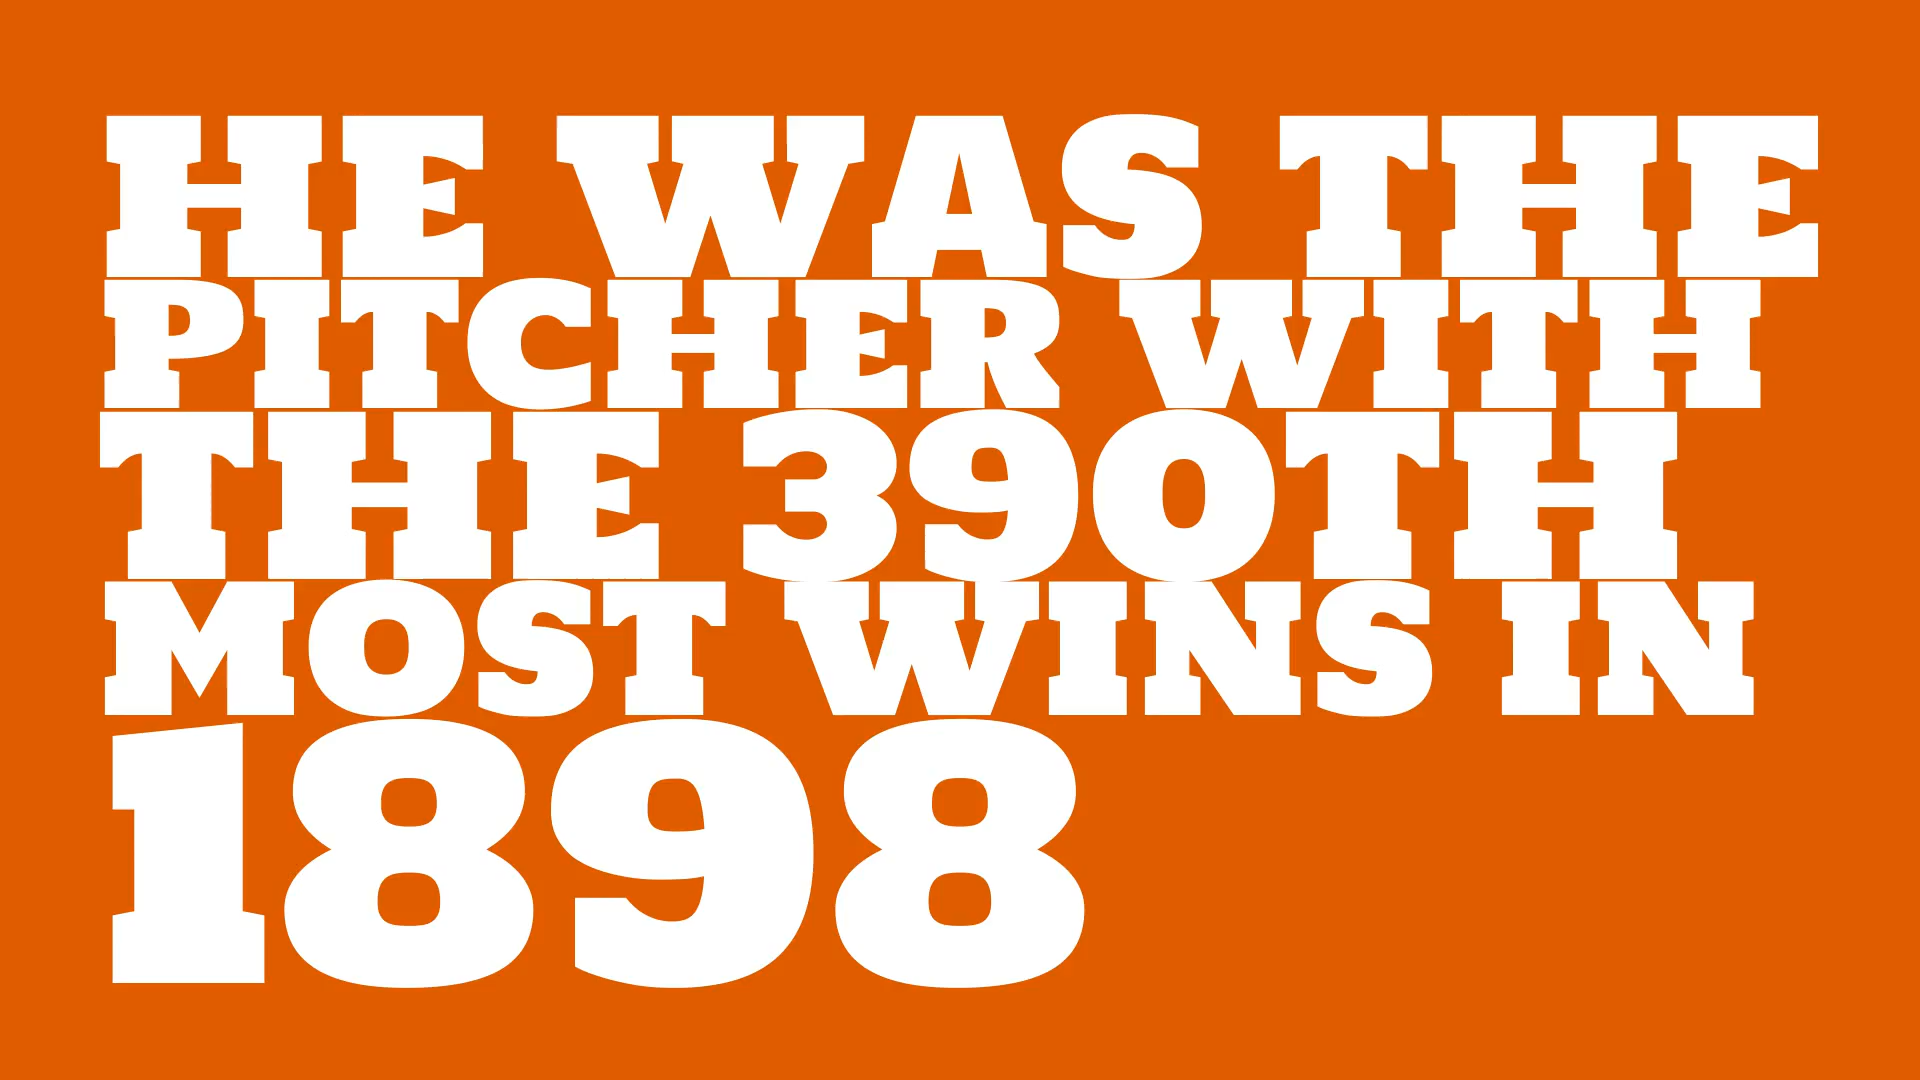 HE WAS THE
PITCHER WITH
THE 390TH
MOST WINS IN
1898